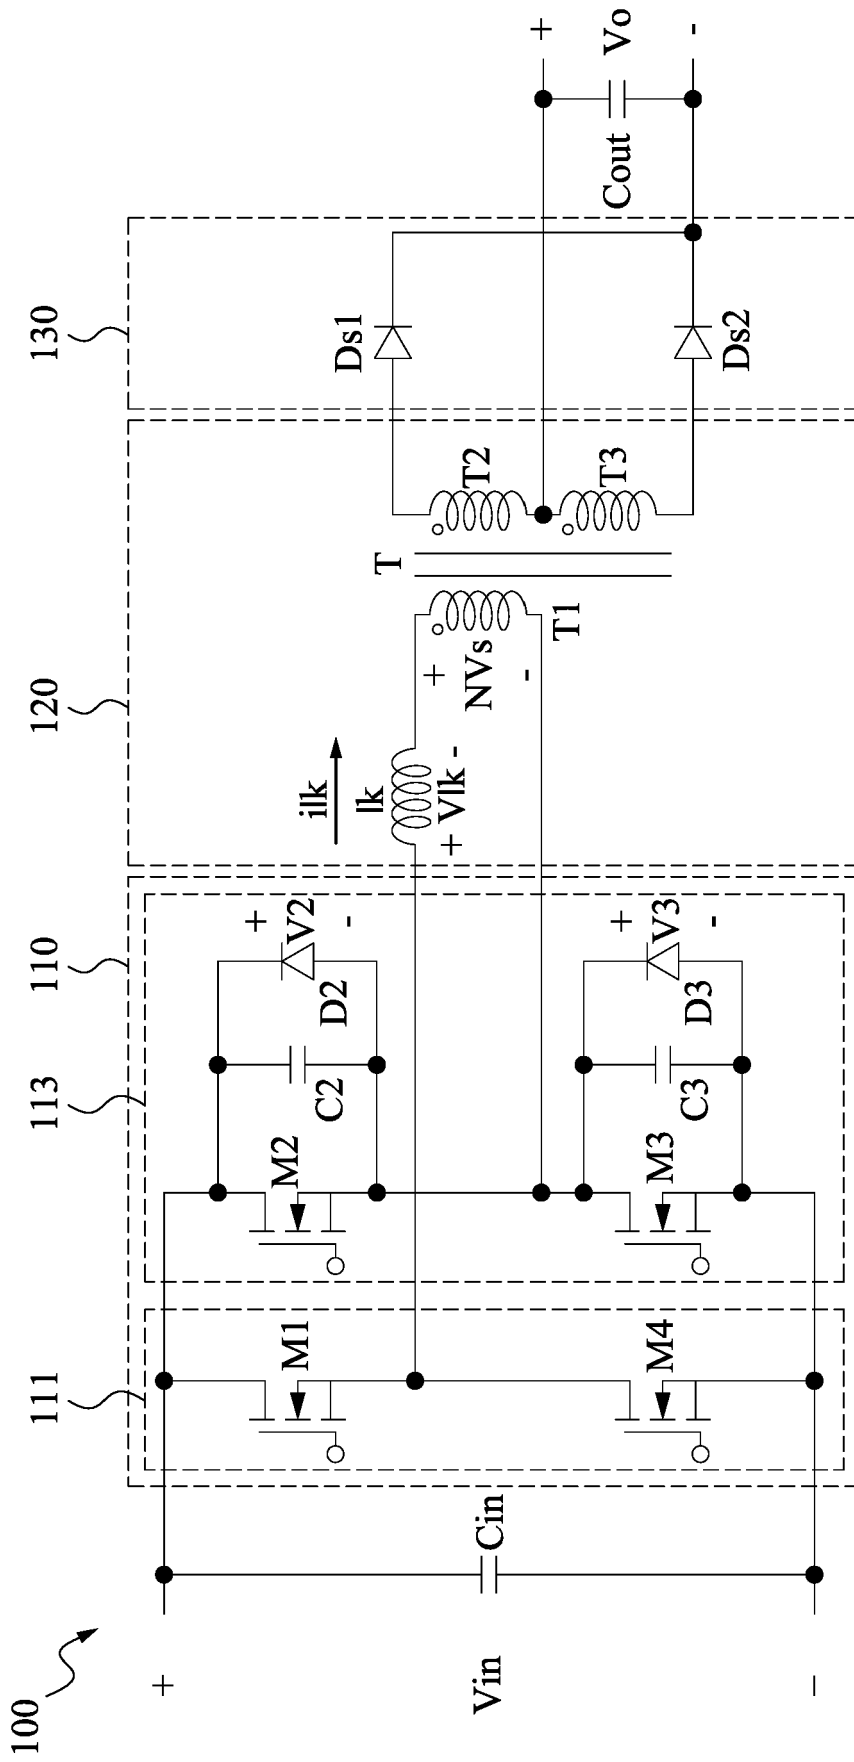 100
110
111
113
120
130
+
Vin
−
Cin
M1
M4
M2
C2
D2
+
V2
-
M3
C3
D3
+
V3
-
ilk
lk
+ Vlk -
+
NVs
-
T1
T
T2
T3
Ds1
Ds2
Cout
+
Vo
-